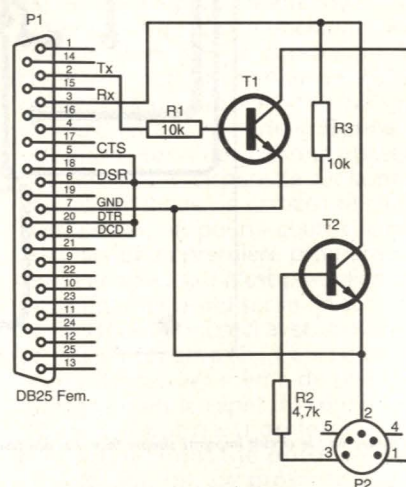 P1
1
14
2 Tx
15
3 Rx
16
4
17
5 CTS
18
6 DSR
19
7 GND
20 DTR
8 DCD
21
9
22
10
23
11
24
12
25
13
DB25 Fem.
R1
10k
T1
R3
10k
T2
R2
4,7k
2
5
4
3
1
P2